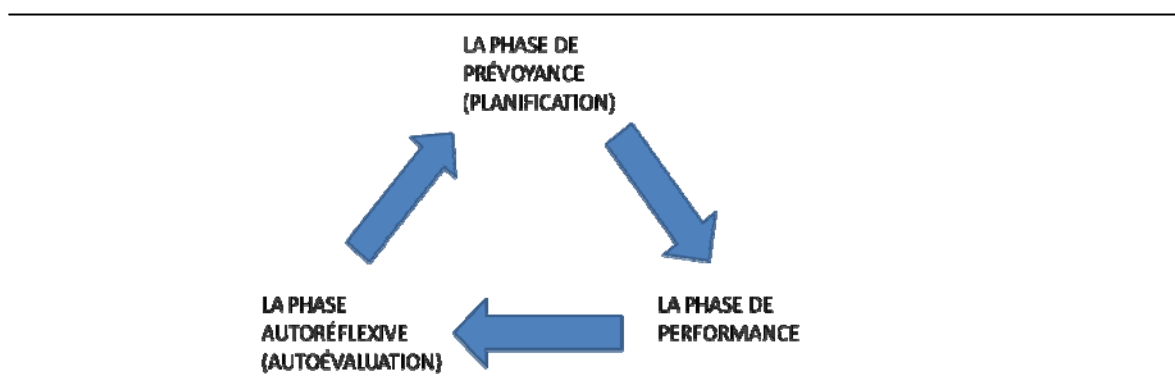 LA PHASE DE
PRÉVOYANCE
(PLANIFICATION)
LA PHASE
AUTORÉFLEXIVE
(AUTOÉVALUATION)
LA PHASE DE
PERFORMANCE